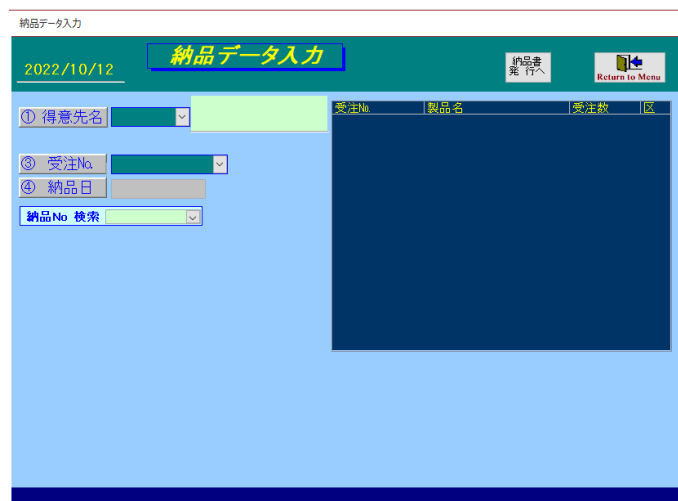 納品データ入力
2022/10/12
納品データ入力
納品書
発 行へ
Return to Menu
① 得意先名
受注No. 製品名 受注数 区
③ 受注No.
④ 納品日
納品No 検索